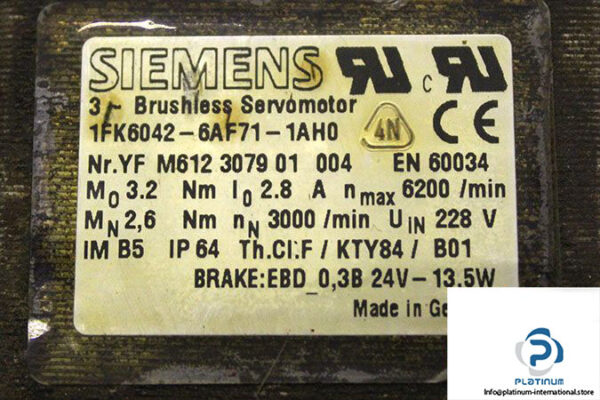 SIEMENS
3 ~ Brushless Servomotor
1FK6042-6AF71-1AH0
4N
Nr.YF M612 3079 01 004 EN 60034
M0 3.2 Nm I0 2.8 A nmax 6200 /min
MN 2,6 Nm nN 3000 /min UIN 228 V
IM B5 IP 64 Th.Cl.F / KTY84 / B01
BRAKE:EBD_0,3B 24V-13.5W
Made in
PLATINUM
Info@platinum-international.store